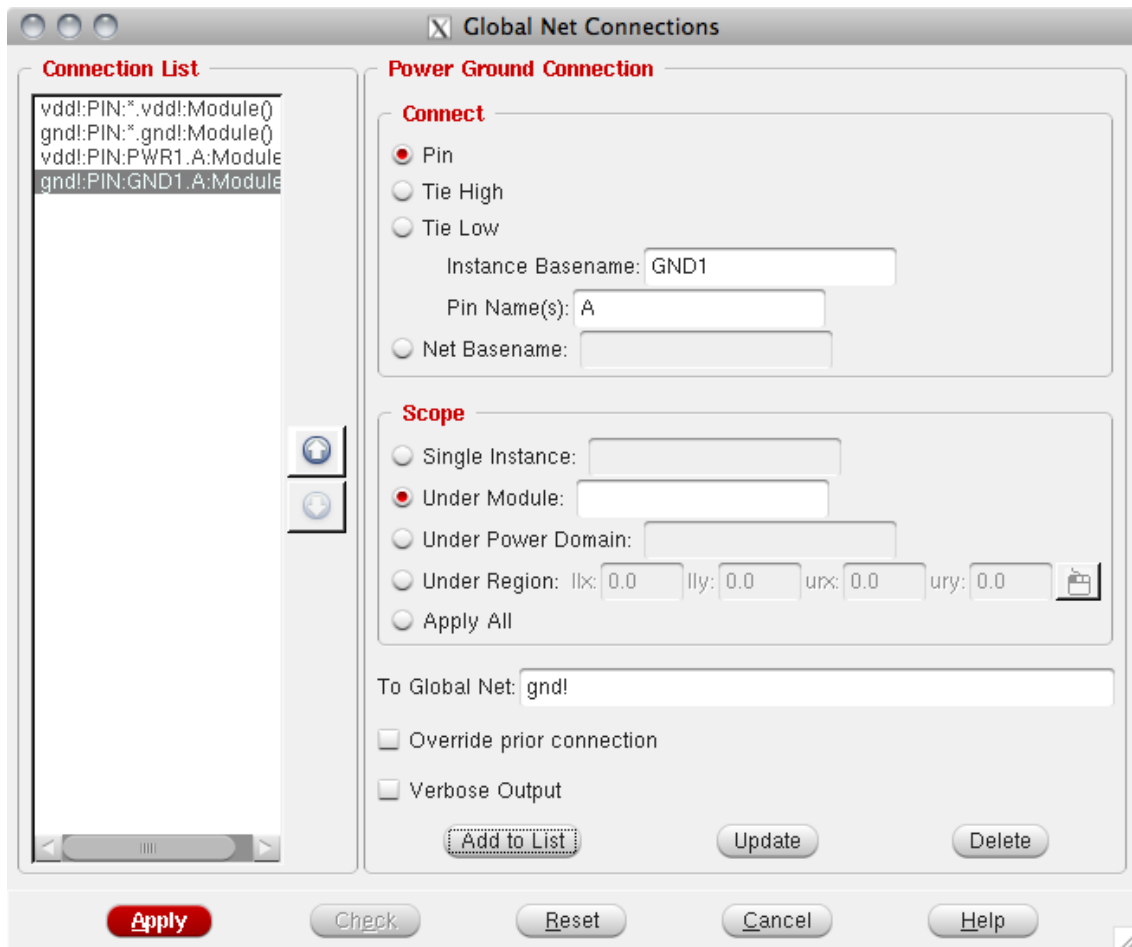 Global Net Connections
Connection List
vdd!:PIN:*.vdd!:Module()
gnd!:PIN:*.gnd!:Module()
vdd!:PIN:PWR1.A:Module
gnd!:PIN:GND1.A:Module
Power Ground Connection
Connect
Pin
Tie High
Tie Low
Instance Basename: GND1
Pin Name(s): A
Net Basename:
Scope
Single Instance:
Under Module:
Under Power Domain:
Under Region: llx: 0.0 lly: 0.0 urx: 0.0 ury: 0.0
Apply All
To Global Net: gnd!
Override prior connection
Verbose Output
Add to List Update Delete
Apply Check Reset Cancel Help